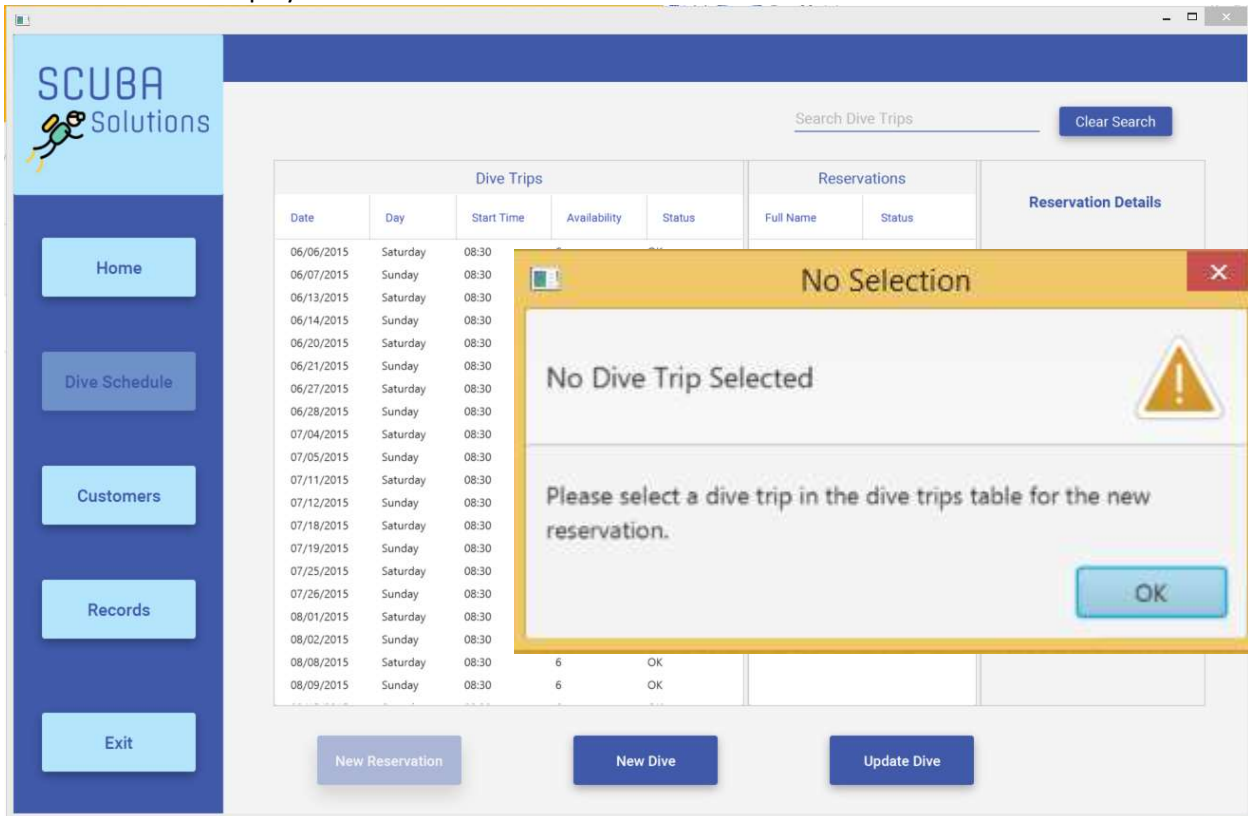 SCUBA
Solutions
Search Dive Trips
Clear Search
Dive Trips
Reservations
Reservation Details
Date Day Start Time Availability Status
Full Name Status
06/06/2015 Saturday 08:30
06/07/2015 Sunday 08:30
06/13/2015 Saturday 08:30
06/14/2015 Sunday 08:30
06/20/2015 Saturday 08:30
06/21/2015 Sunday 08:30
06/27/2015 Saturday 08:30
06/28/2015 Sunday 08:30
07/04/2015 Saturday 08:30
07/05/2015 Sunday 08:30
07/11/2015 Saturday 08:30
07/12/2015 Sunday 08:30
07/18/2015 Saturday 08:30
07/19/2015 Sunday 08:30
07/25/2015 Saturday 08:30
07/26/2015 Sunday 08:30
08/01/2015 Saturday 08:30
08/02/2015 Sunday 08:30
08/08/2015 Saturday 08:30 6 OK
08/09/2015 Sunday 08:30 6 OK
No Selection
No Dive Trip Selected
Please select a dive trip in the dive trips table for the new
reservation.
OK
Home
Dive Schedule
Customers
Records
Exit
New Reservation
New Dive
Update Dive